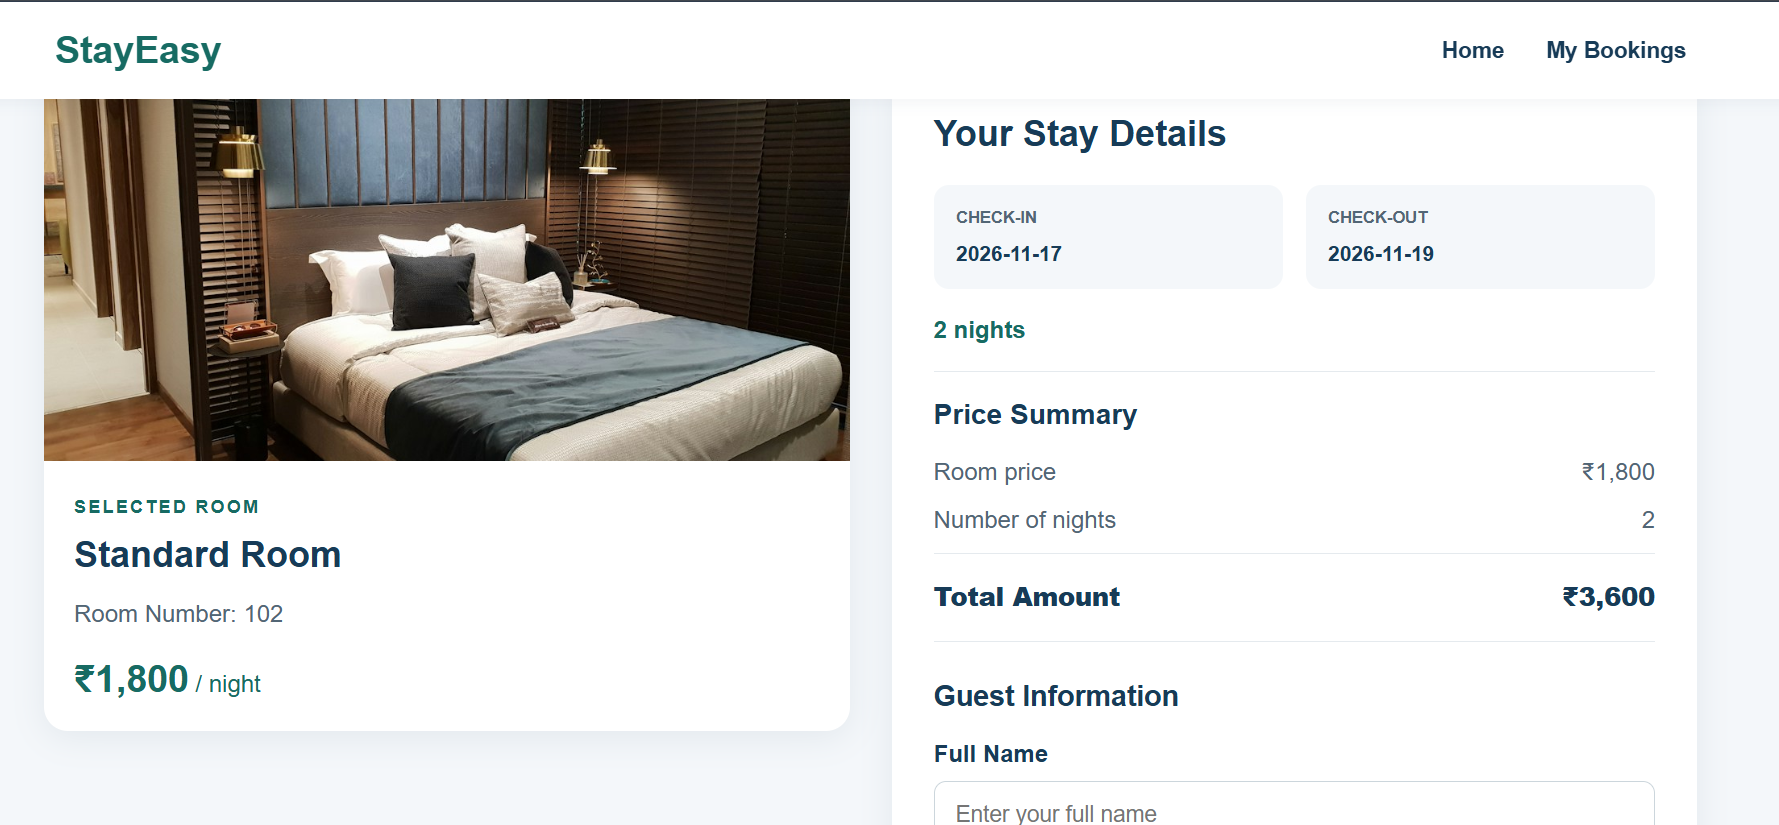 StayEasy
Home
My Bookings
SELECTED ROOM
Standard Room
Room Number: 102
₹1,800 / night
Your Stay Details
CHECK-IN
2026-11-17
CHECK-OUT
2026-11-19
2 nights
Price Summary
Room price
₹1,800
Number of nights
2
Total Amount
₹3,600
Guest Information
Full Name
Enter your full name